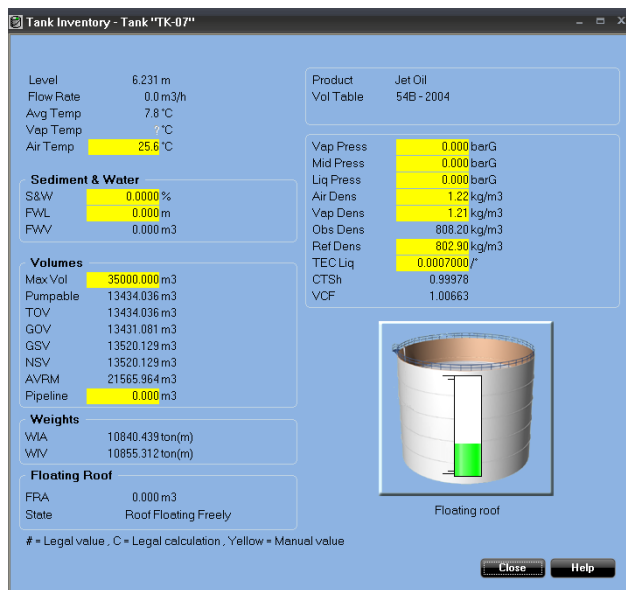 Tank Inventory - Tank "TK-07"
Level 6.231 m
Flow Rate 0.0 m3/h
Avg Temp 7.8 °C
Vap Temp ? °C
Air Temp 25.6 °C
Product Jet Oil
Vol Table 54B - 2004
Sediment & Water
S&W 0.0000 %
FWL 0.000 m
FWV 0.000 m3
Vap Press 0.000 barG
Mid Press 0.000 barG
Liq Press 0.000 barG
Air Dens 1.22 kg/m3
Vap Dens 1.21 kg/m3
Obs Dens 808.20 kg/m3
Ref Dens 802.90 kg/m3
TEC Liq 0.0007000 /°
CTSh 0.99978
VCF 1.00663
Volumes
Max Vol 35000.000 m3
Pumpable 13434.036 m3
TOV 13434.036 m3
GOV 13431.081 m3
GSV 13520.129 m3
NSV 13520.129 m3
AVRM 21565.964 m3
Pipeline 0.000 m3
Weights
WIA 10840.439 ton(m)
WIV 10855.312 ton(m)
Floating Roof
FRA 0.000 m3
State Roof Floating Freely
Floating roof
# = Legal value , C = Legal calculation , Yellow = Manual value
Close Help